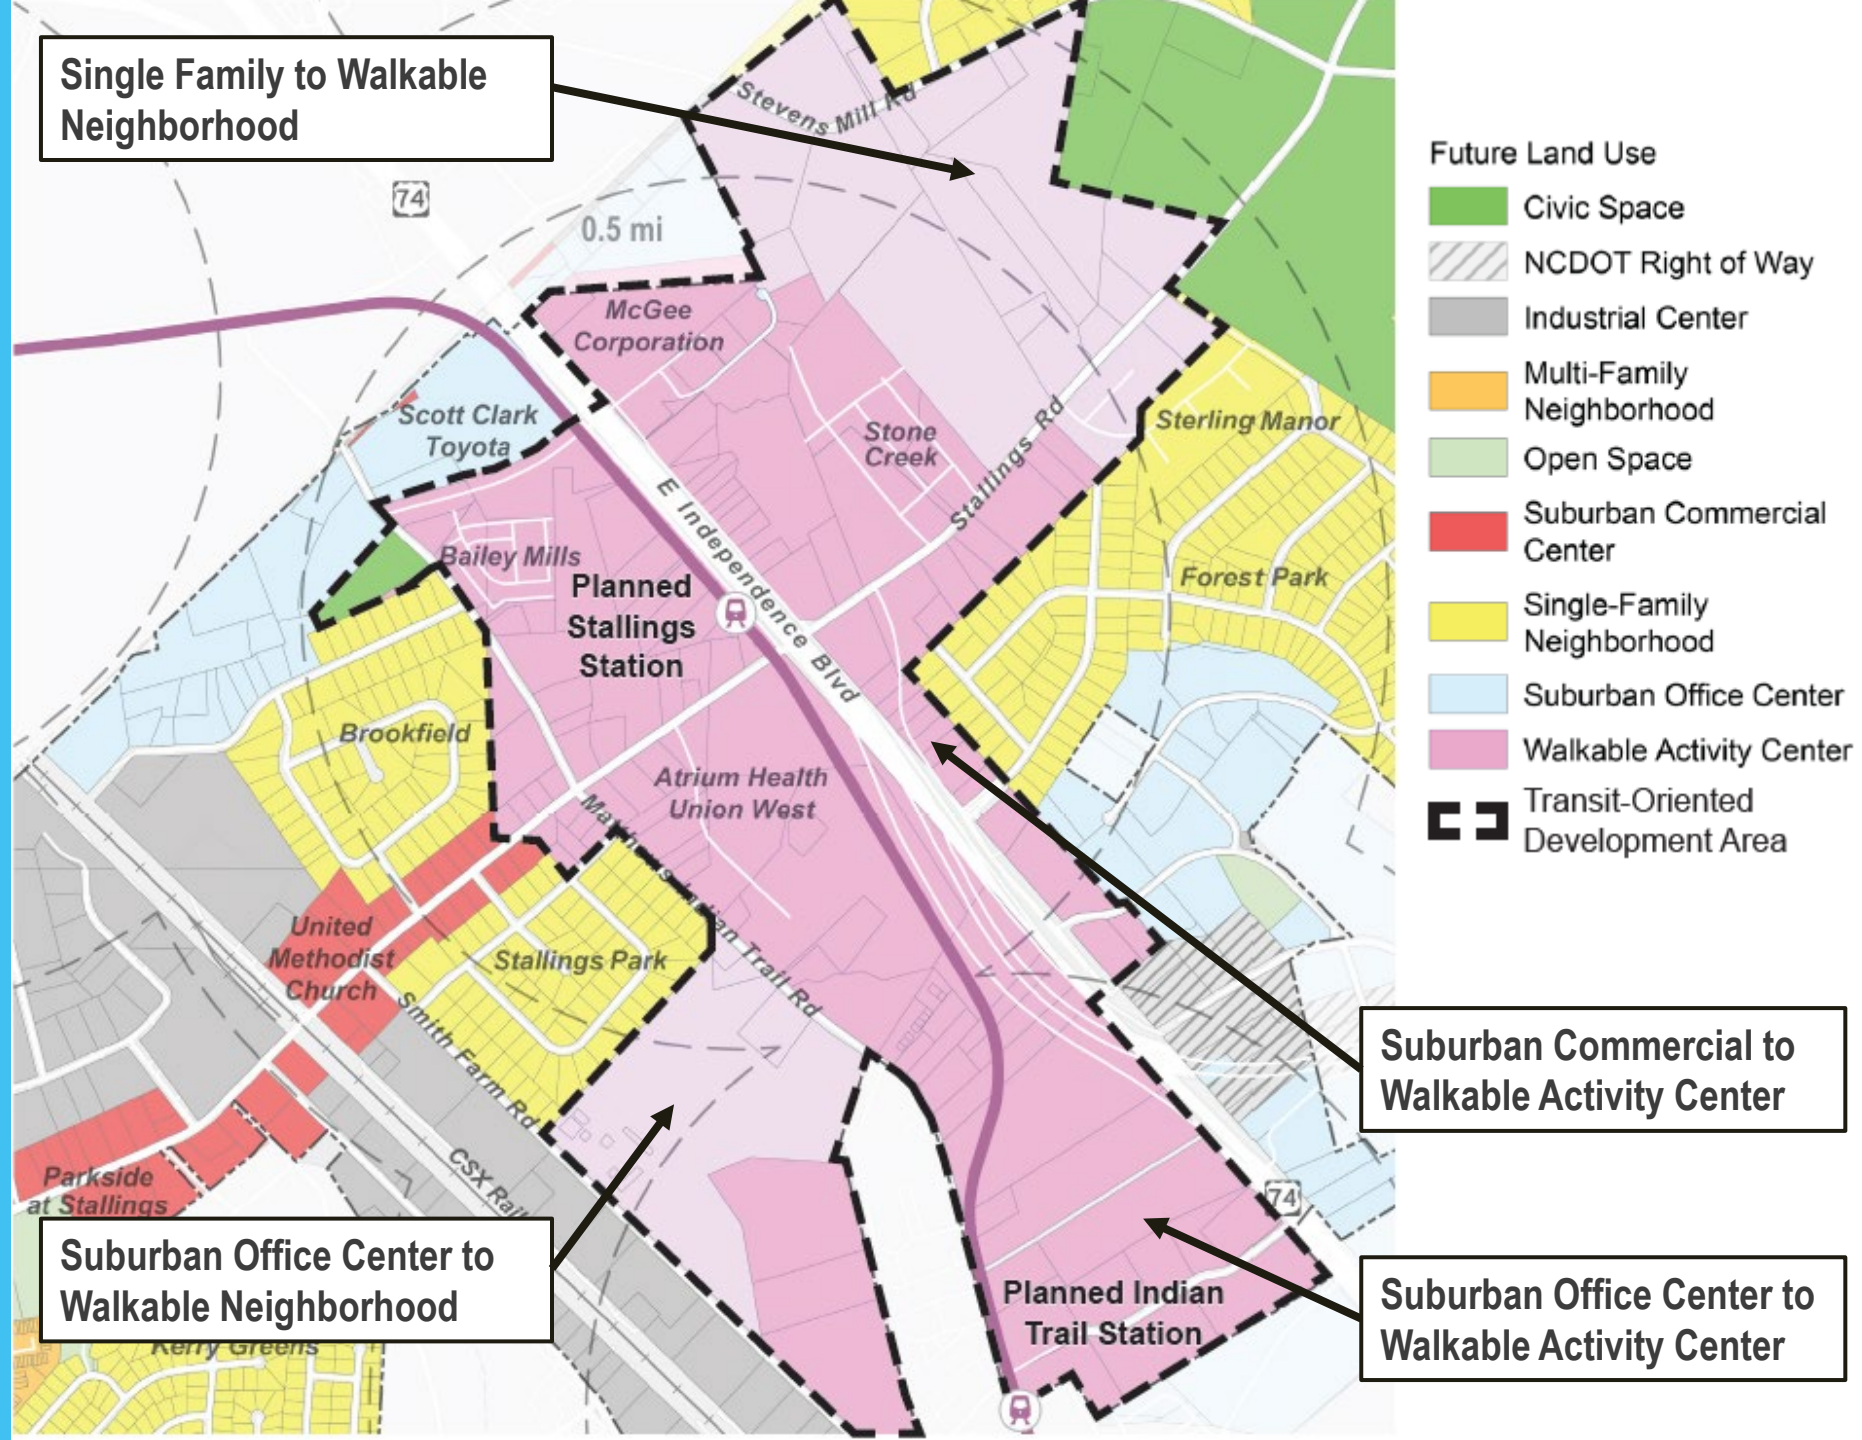 Single Family to Walkable
Neighborhood
Stevens Mill Rd
74
0.5 mi
McGee
Corporation
Scott Clark
Toyota
Stone
Creek
Stallings Rd
Sterling Manor
E Independence Blvd
Bailey Mills
Planned
Stallings
Station
Forest Park
Brookfield
Atrium Health
Union West
Matthews Indian Trail Rd
United
Methodist
Church
Stallings Park
Smith Farm Rd
CSX Rail
Parkside
at Stallings
74
Suburban Office Center to
Walkable Neighborhood
Kerry Greens
Planned Indian
Trail Station
Future Land Use
Civic Space
NCDOT Right of Way
Industrial Center
Multi-Family
Neighborhood
Open Space
Suburban Commercial
Center
Single-Family
Neighborhood
Suburban Office Center
Walkable Activity Center
Transit-Oriented
Development Area
Suburban Commercial to
Walkable Activity Center
Suburban Office Center to
Walkable Activity Center